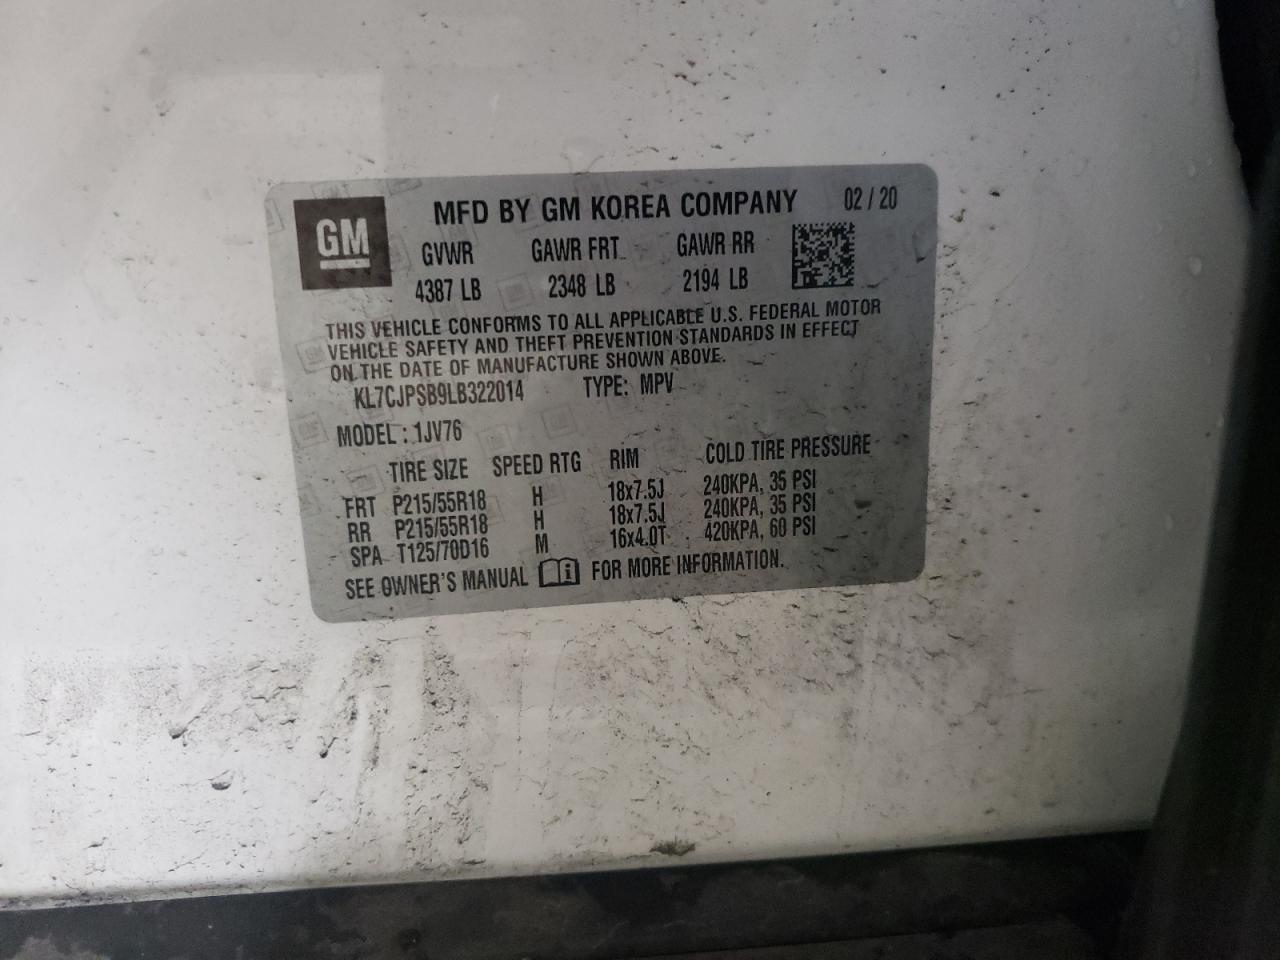 GM MFD BY GM KOREA COMPANY 02 / 20
GVWR GAWR FRT GAWR RR
4387 LB 2348 LB 2194 LB
THIS VEHICLE CONFORMS TO ALL APPLICABLE U.S. FEDERAL MOTOR
VEHICLE SAFETY AND THEFT PREVENTION STANDARDS IN EFFECT
ON THE DATE OF MANUFACTURE SHOWN ABOVE.
KL7CJPSB9LB322014 TYPE: MPV
MODEL : 1JV76
TIRE SIZE SPEED RTG RIM COLD TIRE PRESSURE
FRT P215/55R18 H 18x7.5J 240KPA, 35 PSI
RR P215/55R18 H 18x7.5J 240KPA, 35 PSI
SPA T125/70D16 M 16x4.0T 420KPA, 60 PSI
SEE OWNER'S MANUAL FOR MORE INFORMATION.